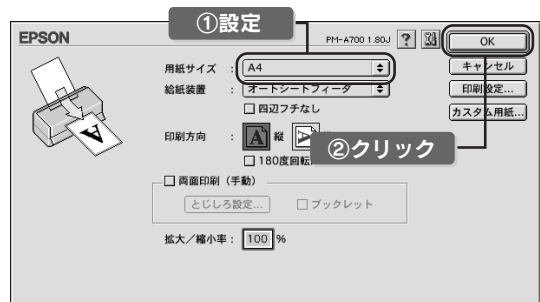 ①設定
EPSON
PM-A700 1.80J
?
OK
用紙サイズ : A4
キャンセル
給紙装置 : オートシートフィーダ
印刷設定...
四辺フチなし
カスタム用紙...
印刷方向 : 縦
②クリック
180度回転
両面印刷（手動）
とじしろ設定... ブックレット
拡大／縮小率 : 100 %